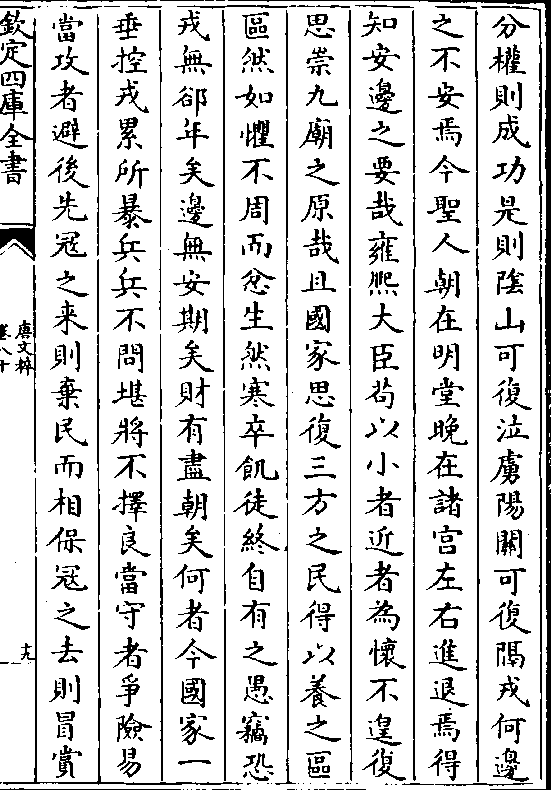 分權則成功是則陰山可復泣虜陽關可復隔戎何邊
之不安焉今聖人朝在明堂晚在諸宫左右進退焉得
知安邊之要哉雍熈大臣茍以小者近者為懷不遑復
思崇九廟之原哉且國家思復三方之民得以養之區
區然如懼不周而忿生然寒卒飢徒終自有之愚竊恐
戎無郤年矣邊無安期矣財有盡朝矣何者今國家一
垂控戎累所暴兵兵不問堪將不擇良當守者爭險易
當攻者避後先冦之来則棄民而相保冦之去則冒賞
欽定四庫全書
唐文粹
卷八十
十九